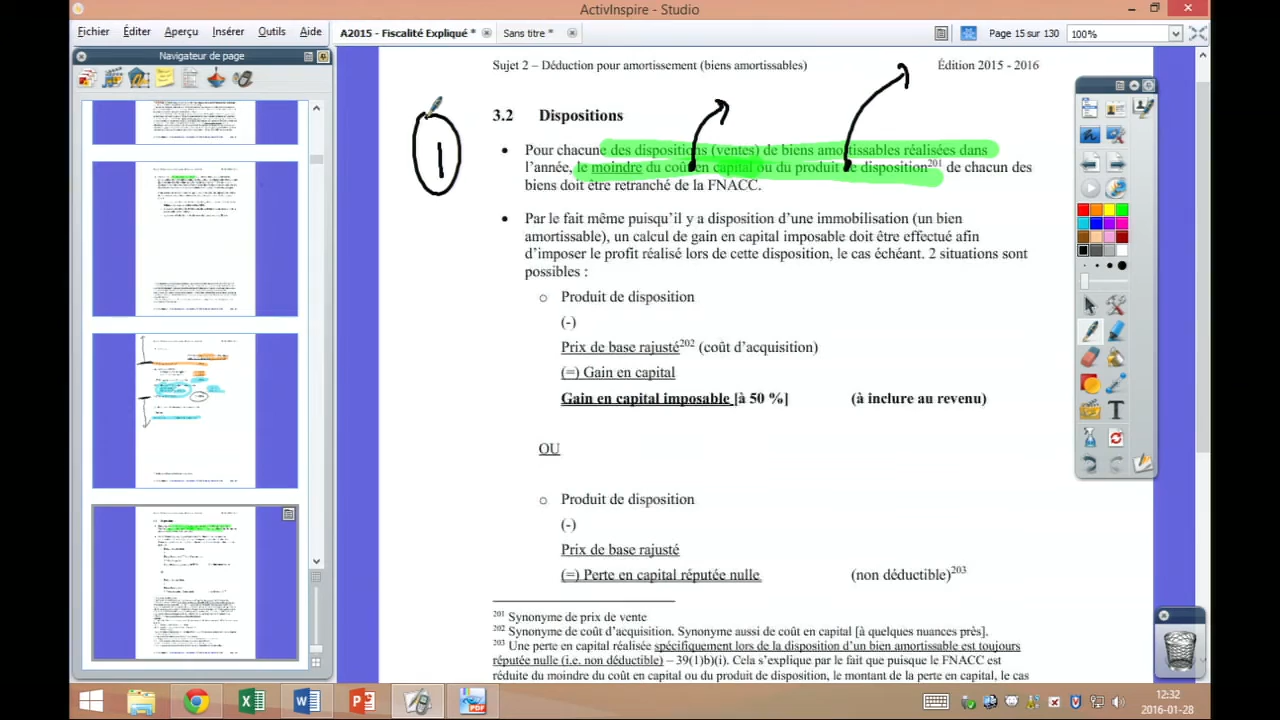 ActivInspire - Studio
Fichier Éditer Aperçu Insérer Outils Aide
A2015 - Fiscalité Expliqué * Sans titre *
Page 15 sur 130 100%
Navigateur de page
Sujet 2 – Déduction pour amortissement (biens amortissables) Édition 2015 - 2016
1
3.2 Dispositions
• Pour chacune des dispositions (ventes) de biens amortissables réalisées dans
l’année, le moindre du coût en capital ou du produit de disposition201 de chacun des
biens doit être retranché de la FNACC.
• Par le fait même puisqu’il y a disposition d’une immobilisation (un bien
amortissable), un calcul de gain en capital imposable doit être effectué afin
d’imposer le profit réalisé lors de cette disposition, le cas échéant. 2 situations sont
possibles :
o Produit de disposition
(-)
Prix de base rajusté202 (coût d’acquisition)
(=) Gain en capital
Gain en capital imposable [à 50 %] (à inclure au revenu)
OU
o Produit de disposition
(-)
Prix de base rajusté
(=) Perte en capital réputée nulle (non déductible)203
201 Synonyme de prix de vente.
202 Synonyme de coût d’acquisition. Synonyme aussi de coût en capital [à quelques nuances près].
203 Une perte en capital réalisée spécifiquement lors de la disposition d’un bien amortissable est toujours
réputée nulle (i.e. non déductible) – 39(1)b)(i). Cela s’explique par le fait que puisque le FNACC est
réduite du moindre du coût en capital ou du produit de disposition, le montant de la perte en capital, le cas
12:32
2016-01-28